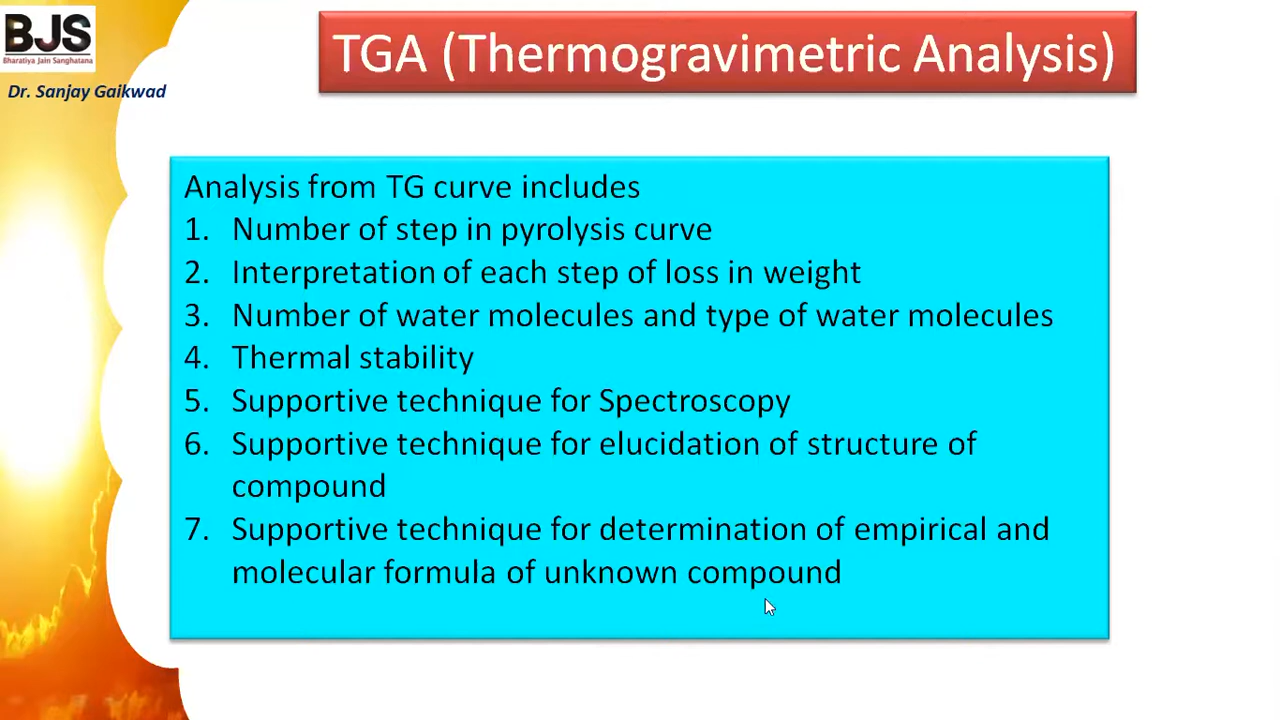 BJS
Bharatiya Jain Sanghatana
Dr. Sanjay Gaikwad
TGA (Thermogravimetric Analysis)
Analysis from TG curve includes
1. Number of step in pyrolysis curve
2. Interpretation of each step of loss in weight
3. Number of water molecules and type of water molecules
4. Thermal stability
5. Supportive technique for Spectroscopy
6. Supportive technique for elucidation of structure of
compound
7. Supportive technique for determination of empirical and
molecular formula of unknown compound